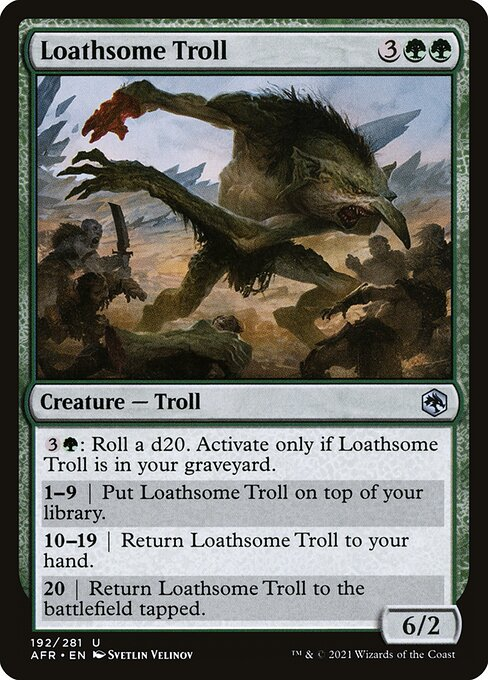 Loathsome Troll 3
Creature — Troll
3: Roll a d20. Activate only if Loathsome
Troll is in your graveyard.
1–9 | Put Loathsome Troll on top of your
library.
10–19 | Return Loathsome Troll to your
hand.
20 | Return Loathsome Troll to the
battlefield tapped.
6/2
192/281 U
AFR • EN Svetlin Velinov ™ & © 2021 Wizards of the Coast